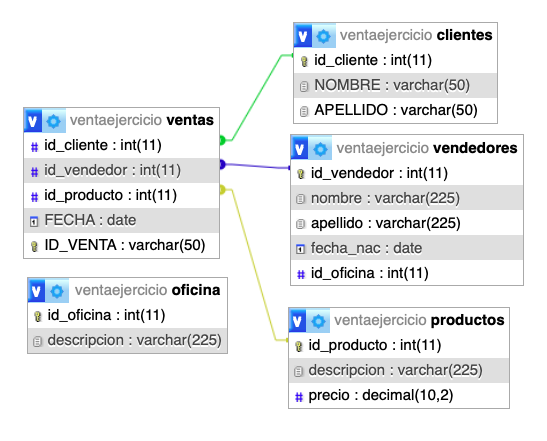 ventaejercicio clientes
id_cliente : int(11)
NOMBRE : varchar(50)
APELLIDO : varchar(50)
ventaejercicio ventas
id_cliente : int(11)
id_vendedor : int(11)
id_producto : int(11)
FECHA : date
ID_VENTA : varchar(50)
ventaejercicio vendedores
id_vendedor : int(11)
nombre : varchar(225)
apellido : varchar(225)
fecha_nac : date
id_oficina : int(11)
ventaejercicio oficina
id_oficina : int(11)
descripcion : varchar(225)
ventaejercicio productos
id_producto : int(11)
descripcion : varchar(225)
precio : decimal(10,2)